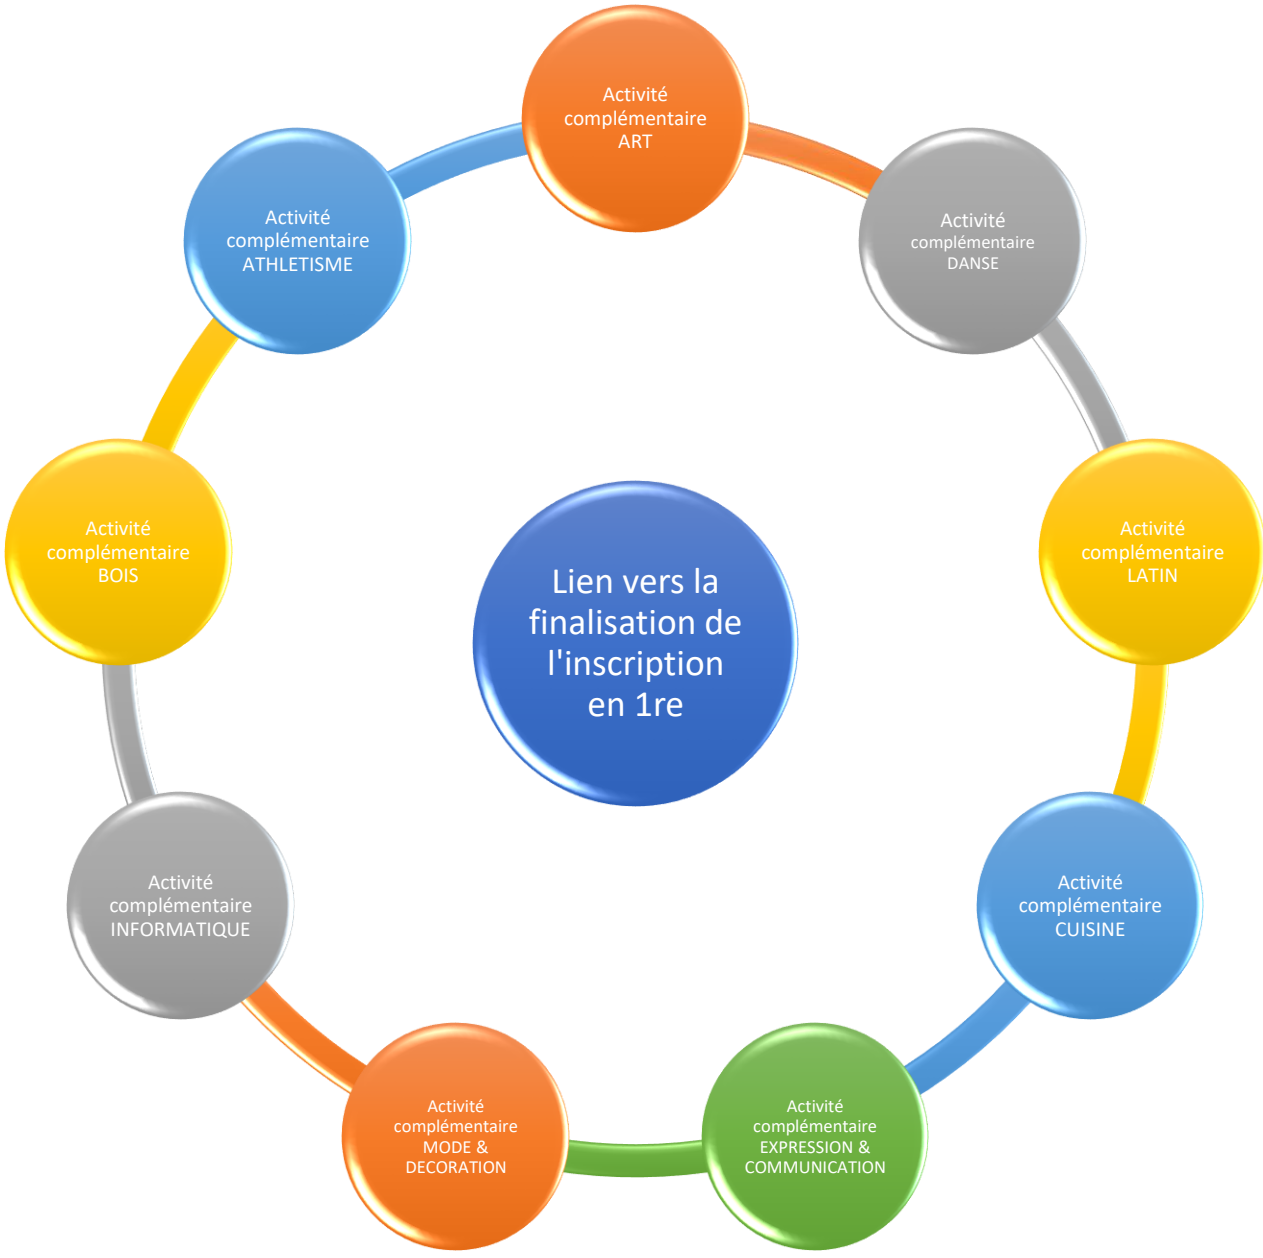 Activité
complémentaire
ART
Activité
complémentaire
DANSE
Activité
complémentaire
LATIN
Activité
complémentaire
CUISINE
Activité
complémentaire
EXPRESSION &
COMMUNICATION
Activité
complémentaire
MODE &
DECORATION
Activité
complémentaire
INFORMATIQUE
Activité
complémentaire
BOIS
Activité
complémentaire
ATHLETISME
Lien vers la
finalisation de
l'inscription
en 1re